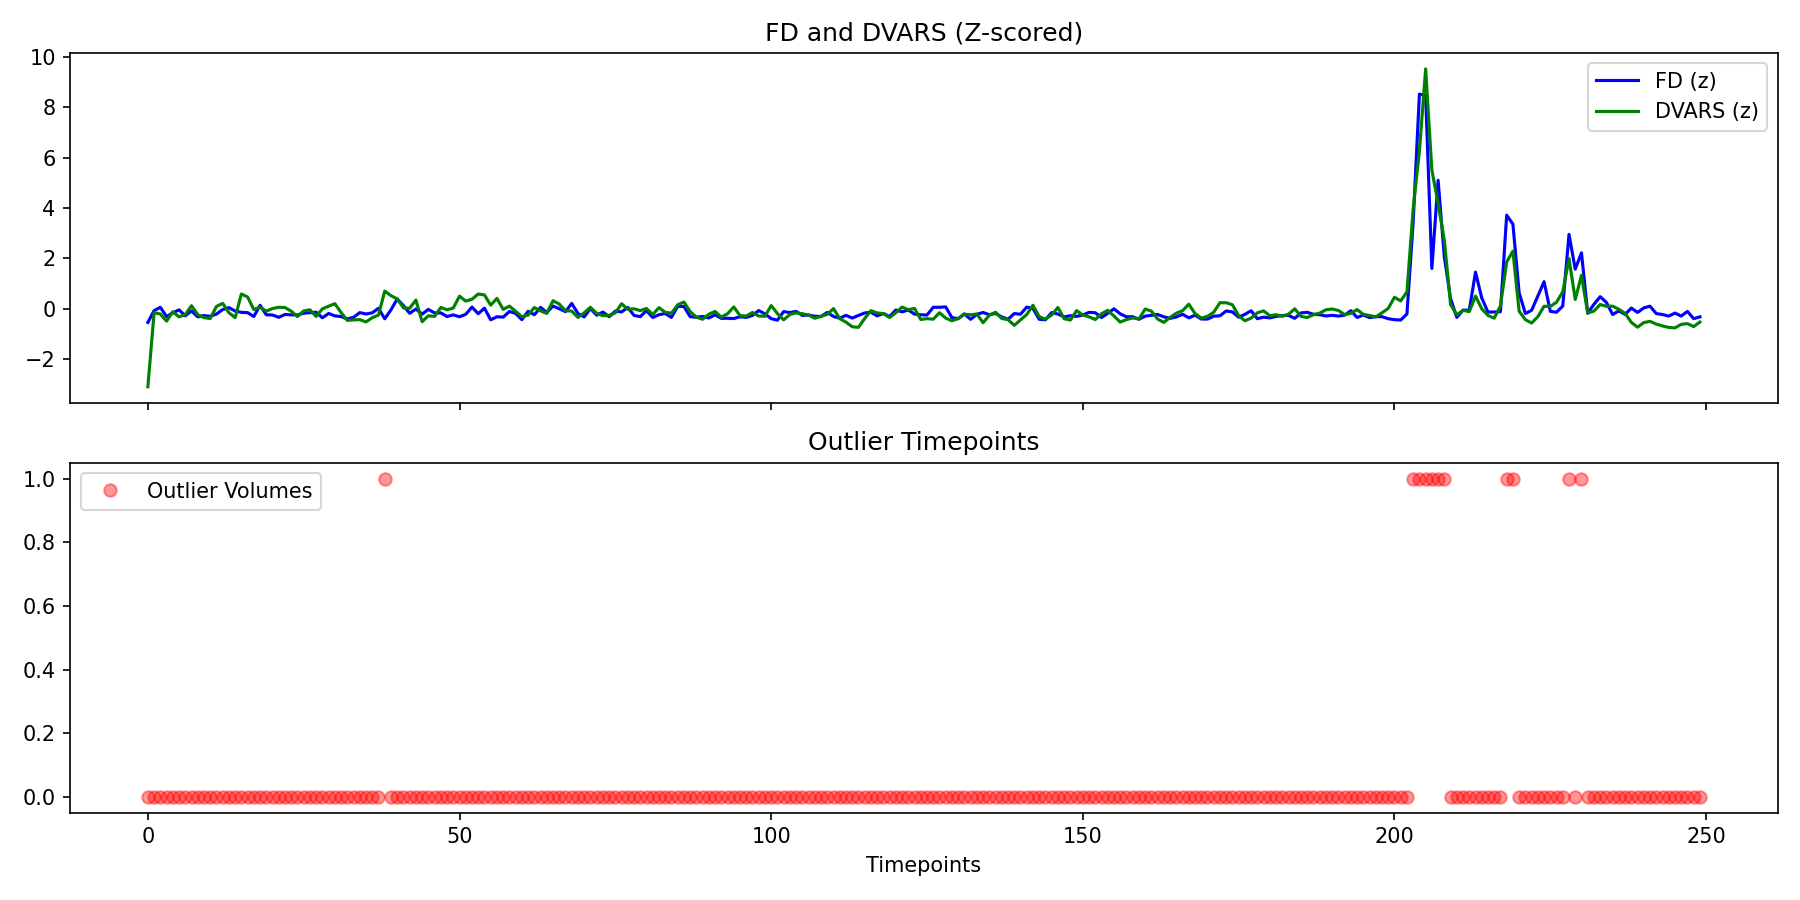 FD and DVARS (Z-scored)
10
8
6
4
2
0
−2
FD (z)
DVARS (z)
Outlier Timepoints
1.0
0.8
0.6
0.4
0.2
0.0
Outlier Volumes
0 50 100 150 200 250
Timepoints